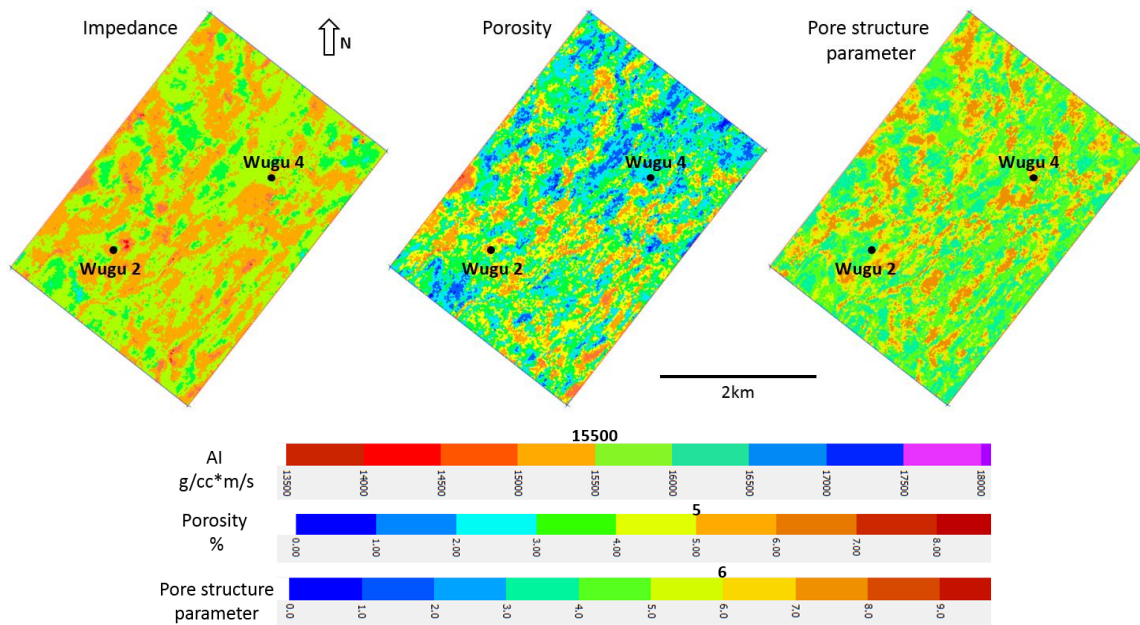 Impedance
N
Porosity
Pore structure
parameter
Wugu 4
Wugu 4
Wugu 4
Wugu 2
Wugu 2
Wugu 2
2km
15500
AI
g/cc*m/s
13500 14000 14500 15000 15500 16000 16500 17000 17500 18000
5
Porosity
%
0.00 1.00 2.00 3.00 4.00 5.00 6.00 7.00 8.00
6
Pore structure
parameter
0.0 1.0 2.0 3.0 4.0 5.0 6.0 7.0 8.0 9.0